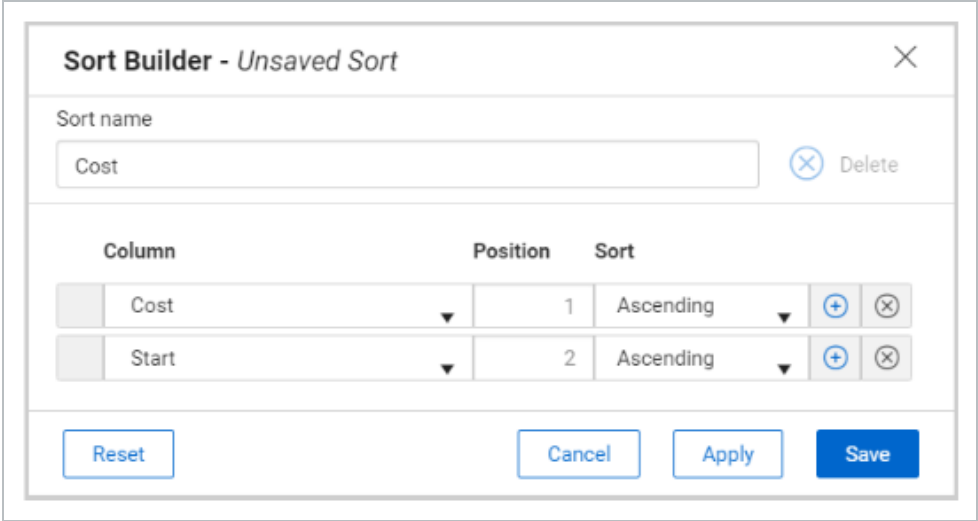 Sort Builder - Unsaved Sort
Sort name
Cost
Delete
Column Position Sort
Cost 1 Ascending
Start 2 Ascending
Reset Cancel Apply Save